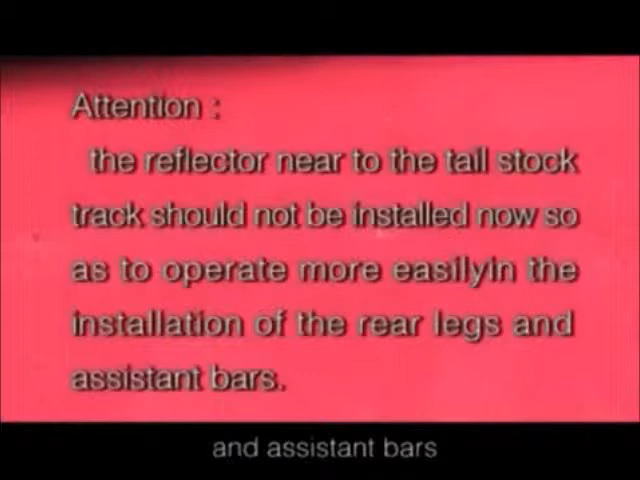 Attention :
the reflector near to the tail stock
track should not be installed now so
as to operate more easilyin the
installation of the rear legs and
assistant bars.
and assistant bars